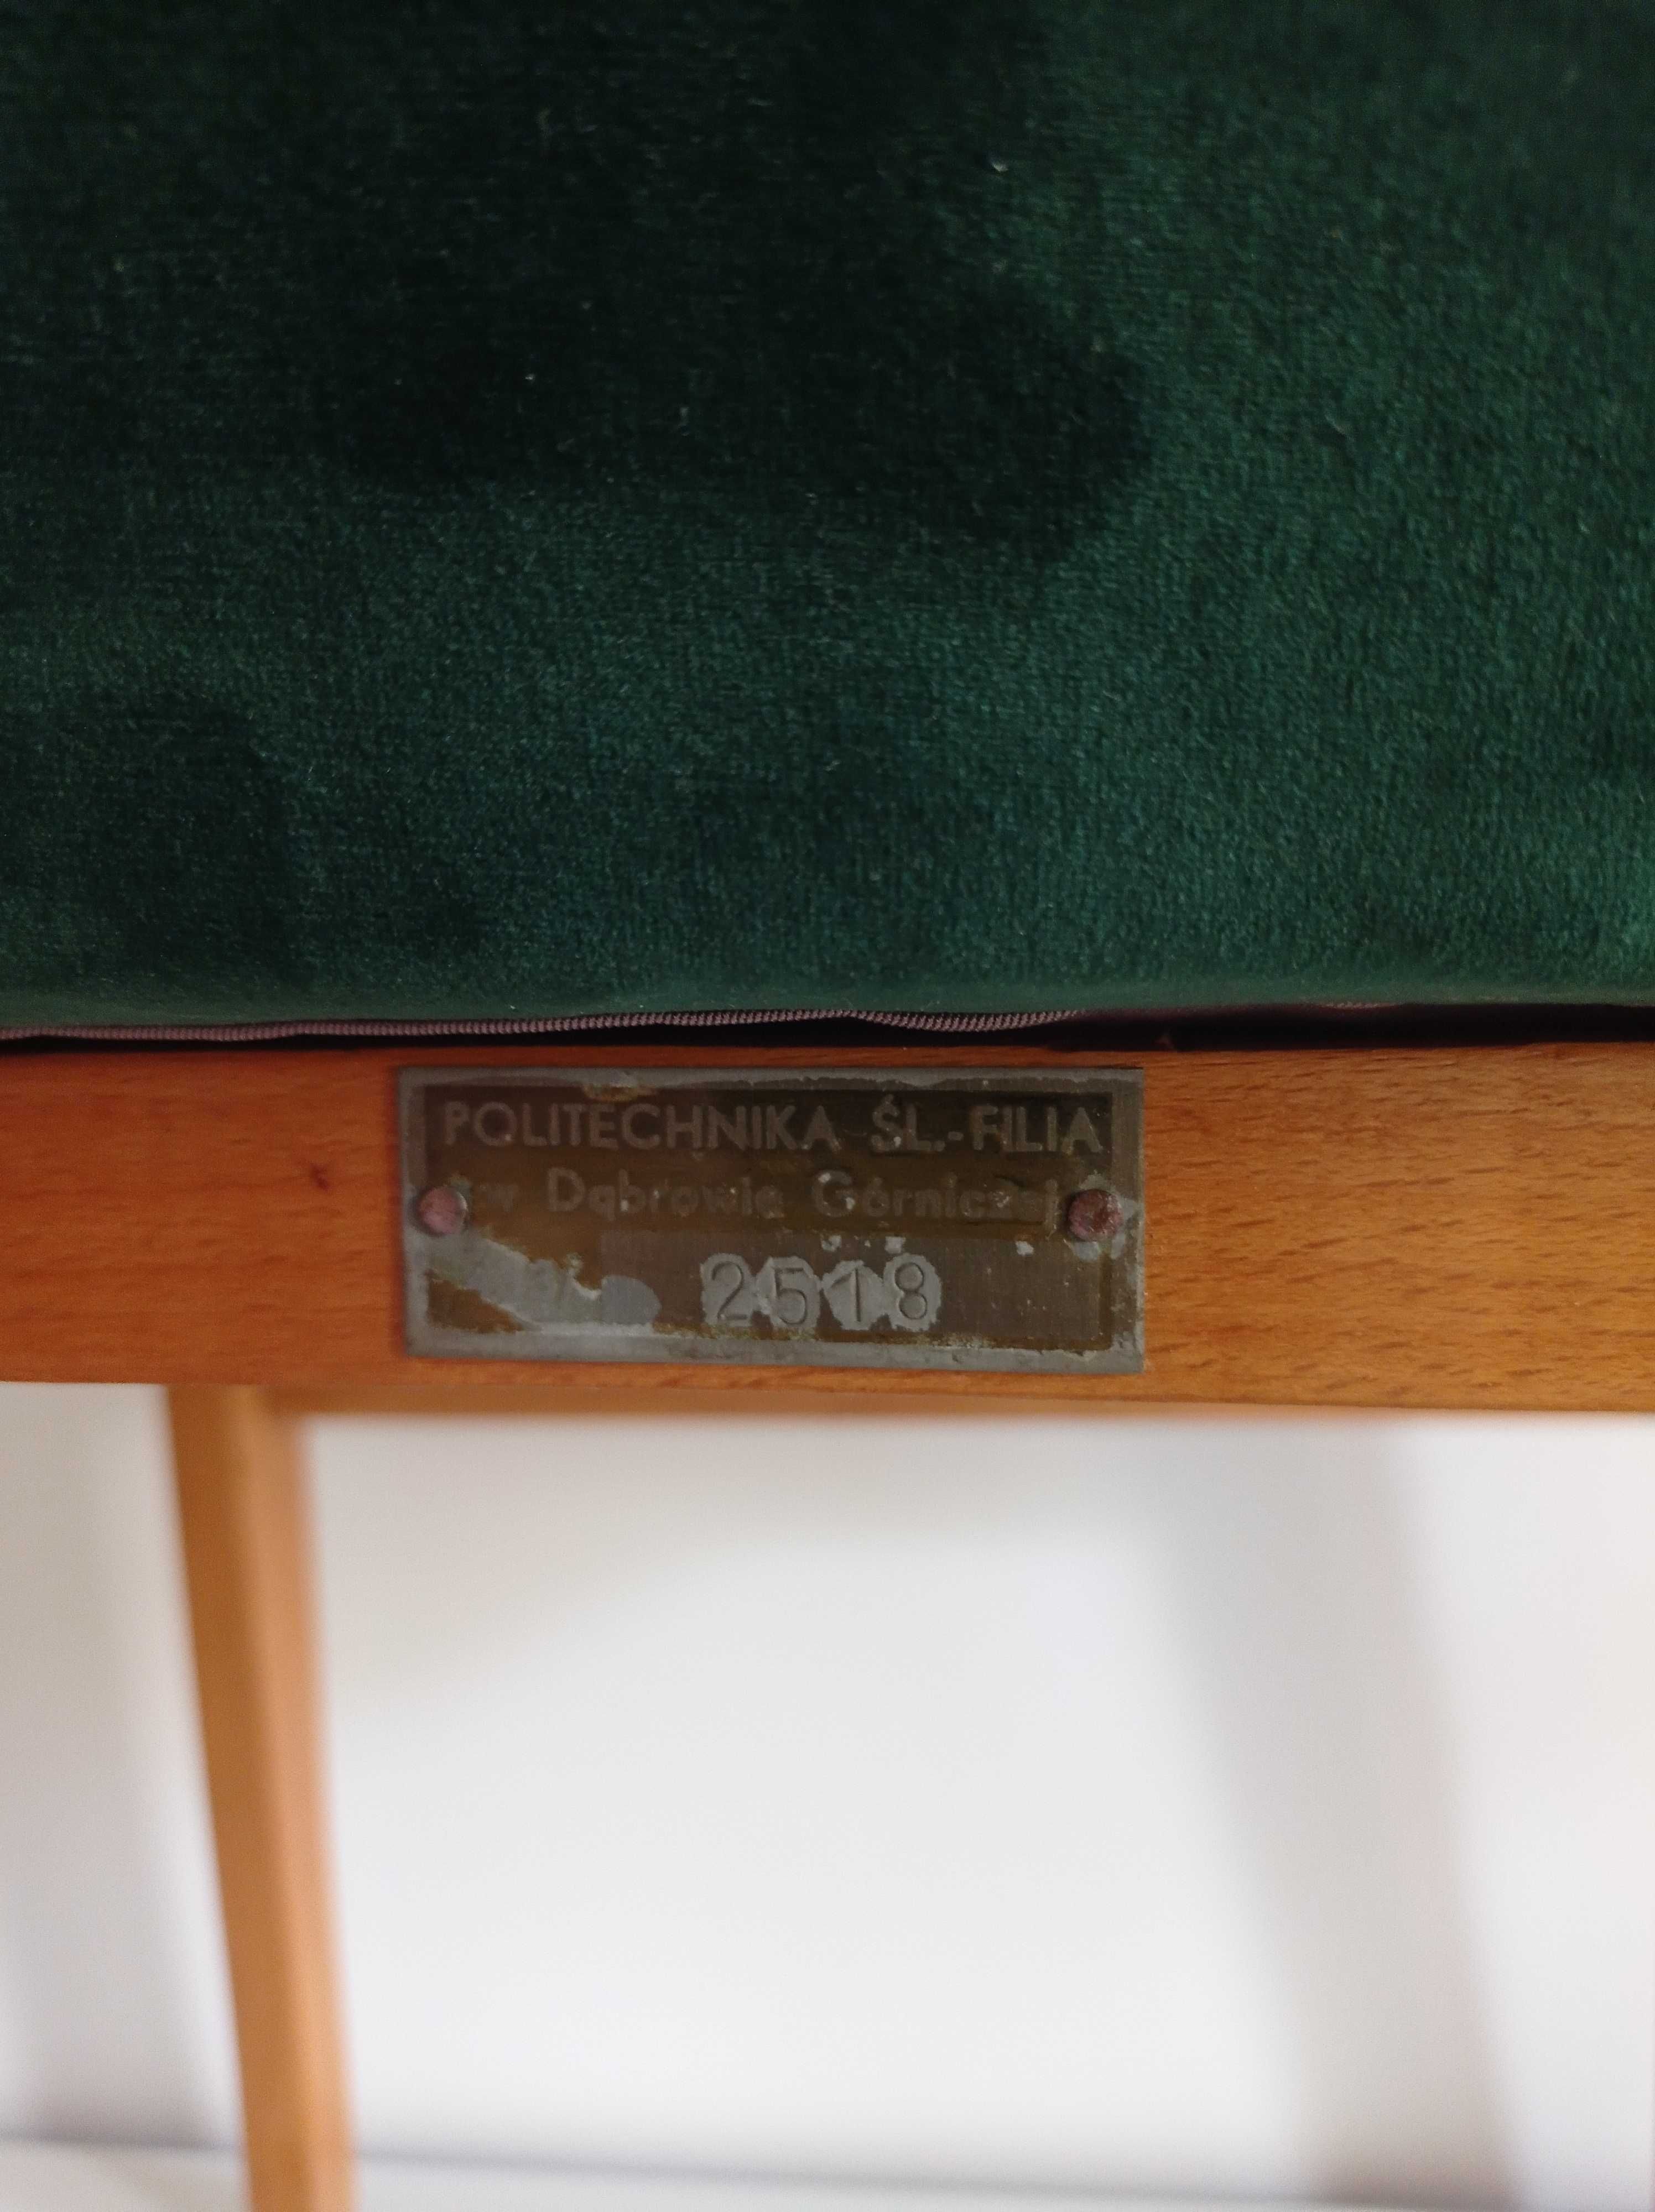 POLITECHNIKA ŚL.-FILIA
w Dąbrowie Górniczej
2518